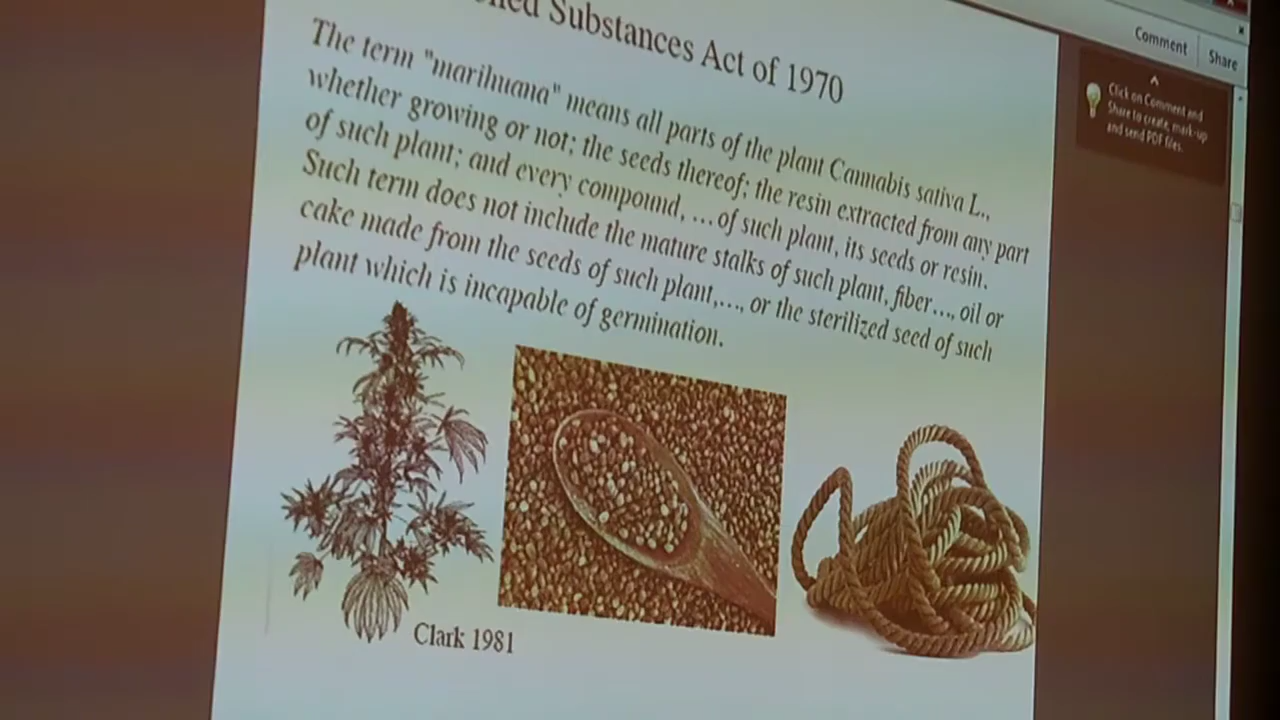 Substances Act of 1970
The term "marihuana" means all parts of the plant Cannabis sativa L.,
whether growing or not; the seeds thereof; the resin extracted from any part
of such plant; and every compound, ... of such plant, its seeds or resin.
Such term does not include the mature stalks of such plant, fiber..., oil or
cake made from the seeds of such plant,..., or the sterilized seed of such
plant which is incapable of germination.
Clark 1981
Comment
Share
Click on Comment and
Share to create, mark-up
and send PDF files.